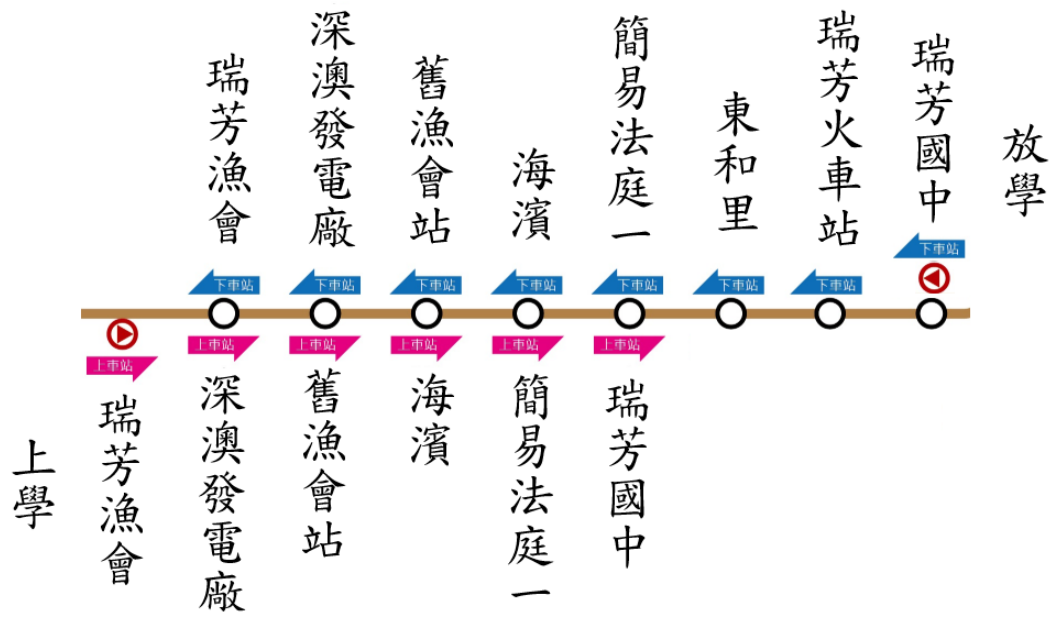 放學
瑞芳國中
下車站
瑞芳火車站
下車站
東和里
下車站
簡易法庭一
下車站
海濱
下車站
舊漁會站
下車站
深澳發電廠
下車站
瑞芳漁會
下車站
上學
上車站
瑞芳漁會
上車站
深澳發電廠
上車站
舊漁會站
上車站
海濱
上車站
簡易法庭一
上車站
瑞芳國中